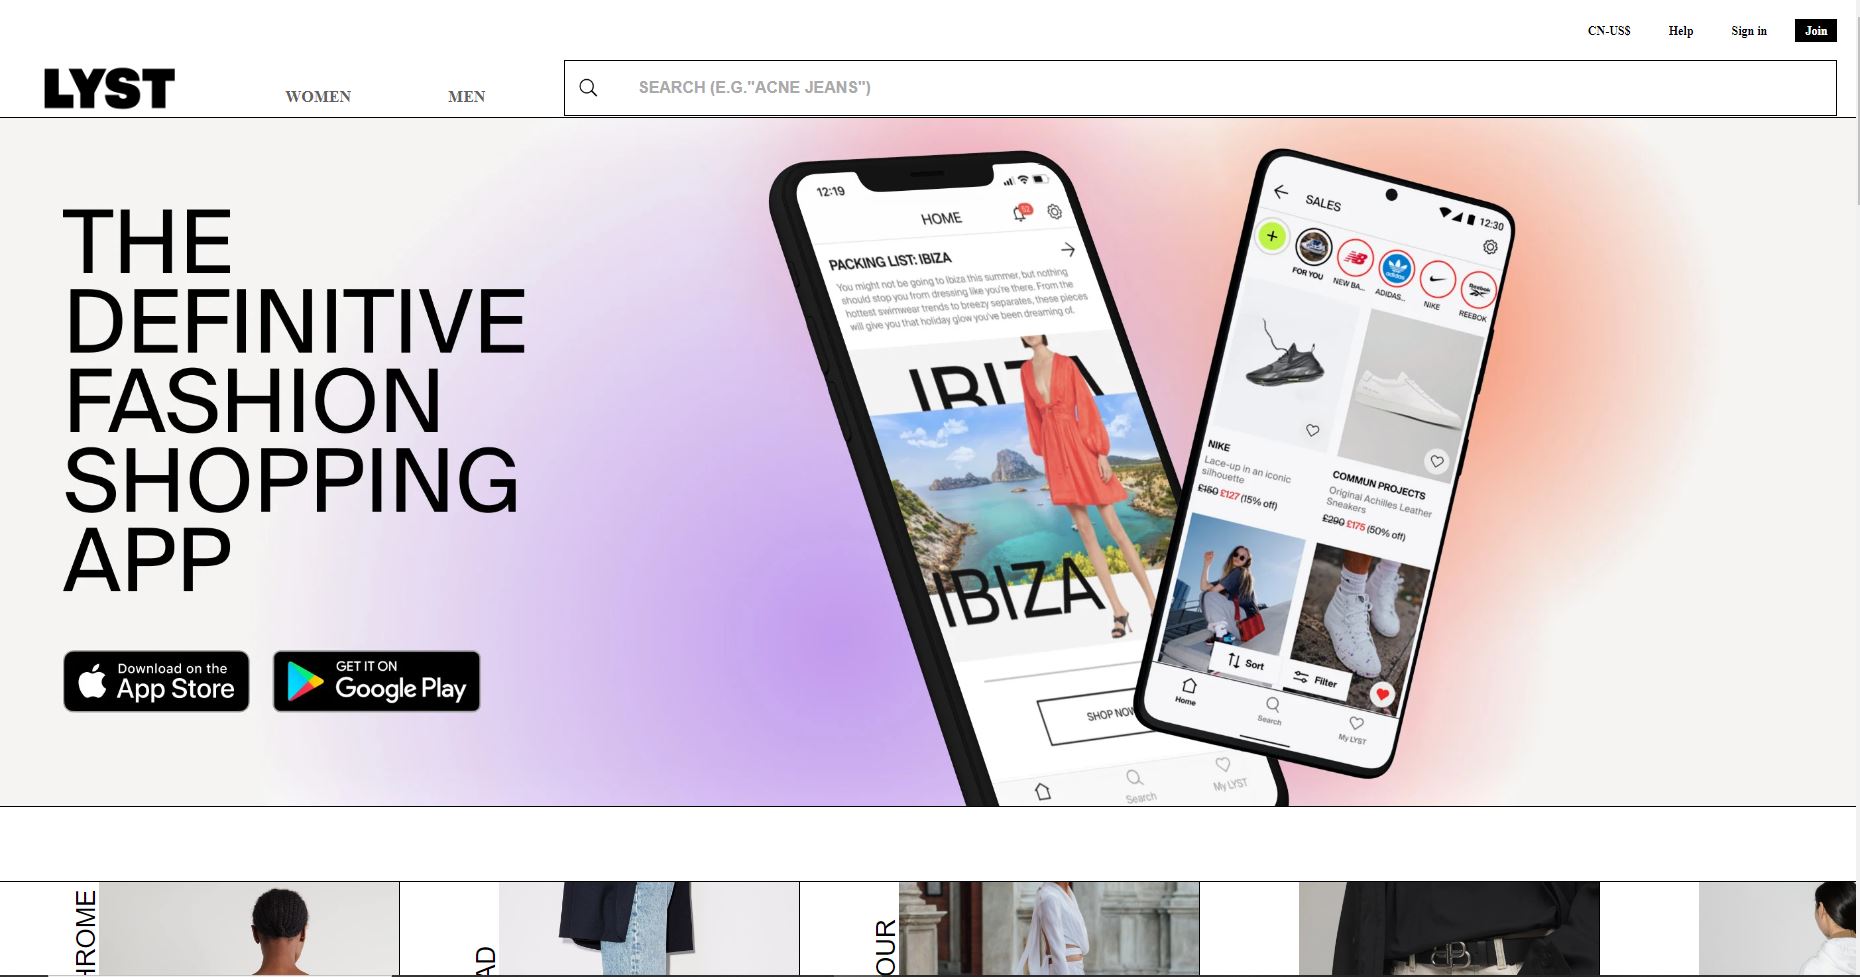 CN-US$ Help Sign in Join
LYST WOMEN MEN SEARCH (E.G."ACNE JEANS")
THE
DEFINITIVE
FASHION
SHOPPING
APP
Download on the
App Store
GET IT ON
Google Play
12:19
HOME
52
PACKING LIST: IBIZA
You might not be going to Ibiza this summer, but nothing
should stop you from dressing like you're there. From the
hottest swimwear trends to breezy separates, these pieces
will give you that holiday glow you've been dreaming of.
IBIZA
IBIZA
SHOP NOW
Search
My LYST
12:30
SALES
FOR YOU
NEW BA...
ADIDAS...
NIKE
REEBOK
adidas
Reebok
NIKE
Lace-up in an iconic
silhouette
£150 £127 (15% off)
COMMUN PROJECTS
Original Achilles Leather
Sneakers
£290 £175 (50% off)
Sort
Filter
Home
Search
My LYST
HROME
AD
OUR